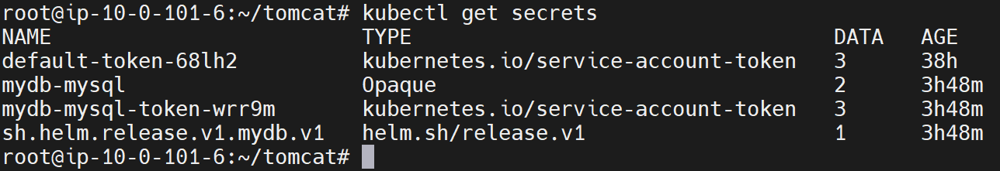 root@ip-10-0-101-6:~/tomcat# kubectl get secrets
NAME TYPE DATA AGE
default-token-68lh2 kubernetes.io/service-account-token 3 38h
mydb-mysql Opaque 2 3h48m
mydb-mysql-token-wrr9m kubernetes.io/service-account-token 3 3h48m
sh.helm.release.v1.mydb.v1 helm.sh/release.v1 1 3h48m
root@ip-10-0-101-6:~/tomcat#